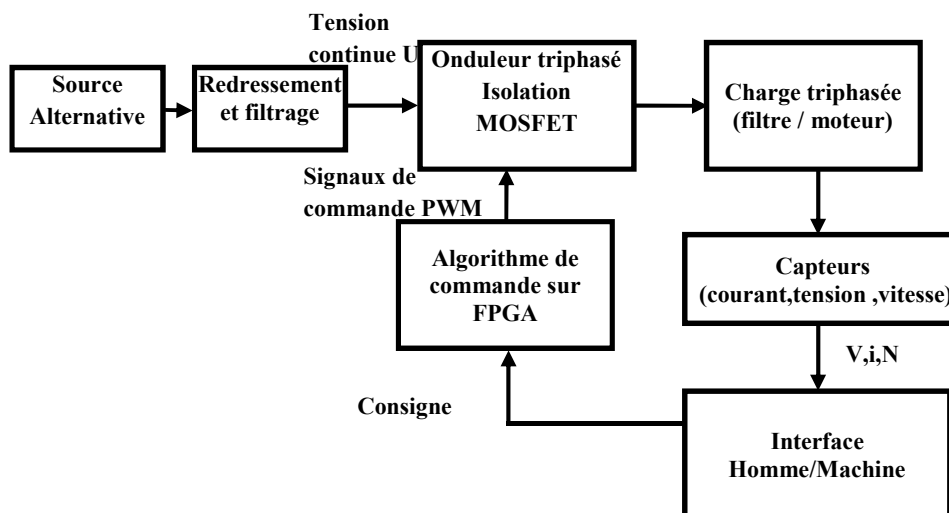 Tension
continue U
Source
Alternative
Redressement
et filtrage
Onduleur triphasé
Isolation
MOSFET
Charge triphasée
(filtre / moteur)
Signaux de
commande PWM
Algorithme de
commande sur
FPGA
Capteurs
(courant,tension ,vitesse)
V,i,N
Consigne
Interface
Homme/Machine